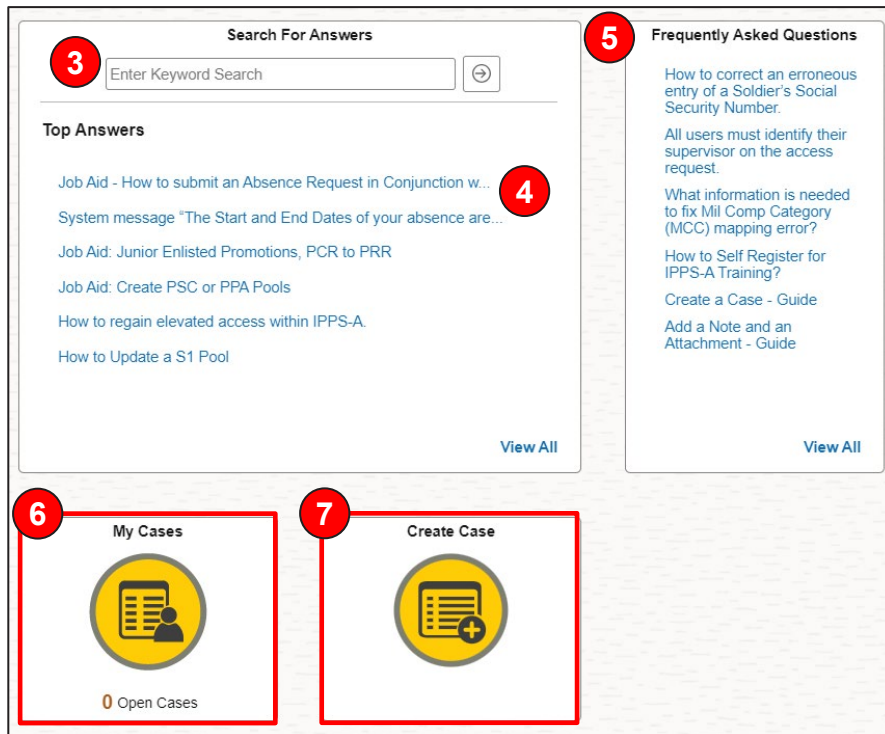 Search For Answers
3
Enter Keyword Search
Top Answers
Job Aid - How to submit an Absence Request in Conjunction w...
4
System message “The Start and End Dates of your absence are...
Job Aid: Junior Enlisted Promotions, PCR to PRR
Job Aid: Create PSC or PPA Pools
How to regain elevated access within IPPS-A.
How to Update a S1 Pool
View All
5
Frequently Asked Questions
How to correct an erroneous
entry of a Soldier's Social
Security Number.
All users must identify their
supervisor on the access
request.
What information is needed
to fix Mil Comp Category
(MCC) mapping error?
How to Self Register for
IPPS-A Training?
Create a Case - Guide
Add a Note and an
Attachment - Guide
View All
6
My Cases
0 Open Cases
7
Create Case